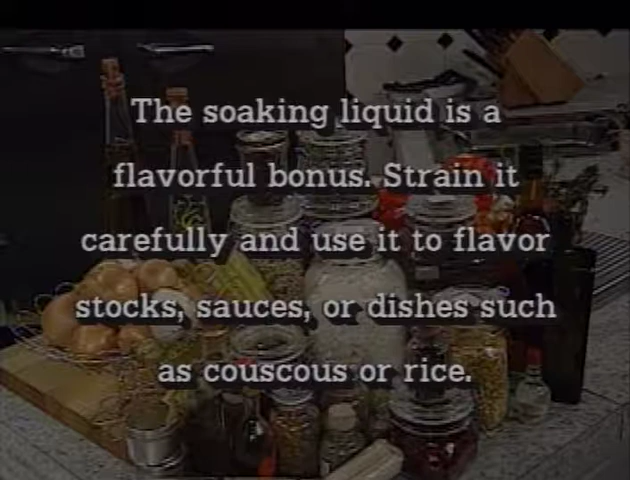 The soaking liquid is a
flavorful bonus. Strain it
carefully and use it to flavor
stocks, sauces, or dishes such
as couscous or rice.